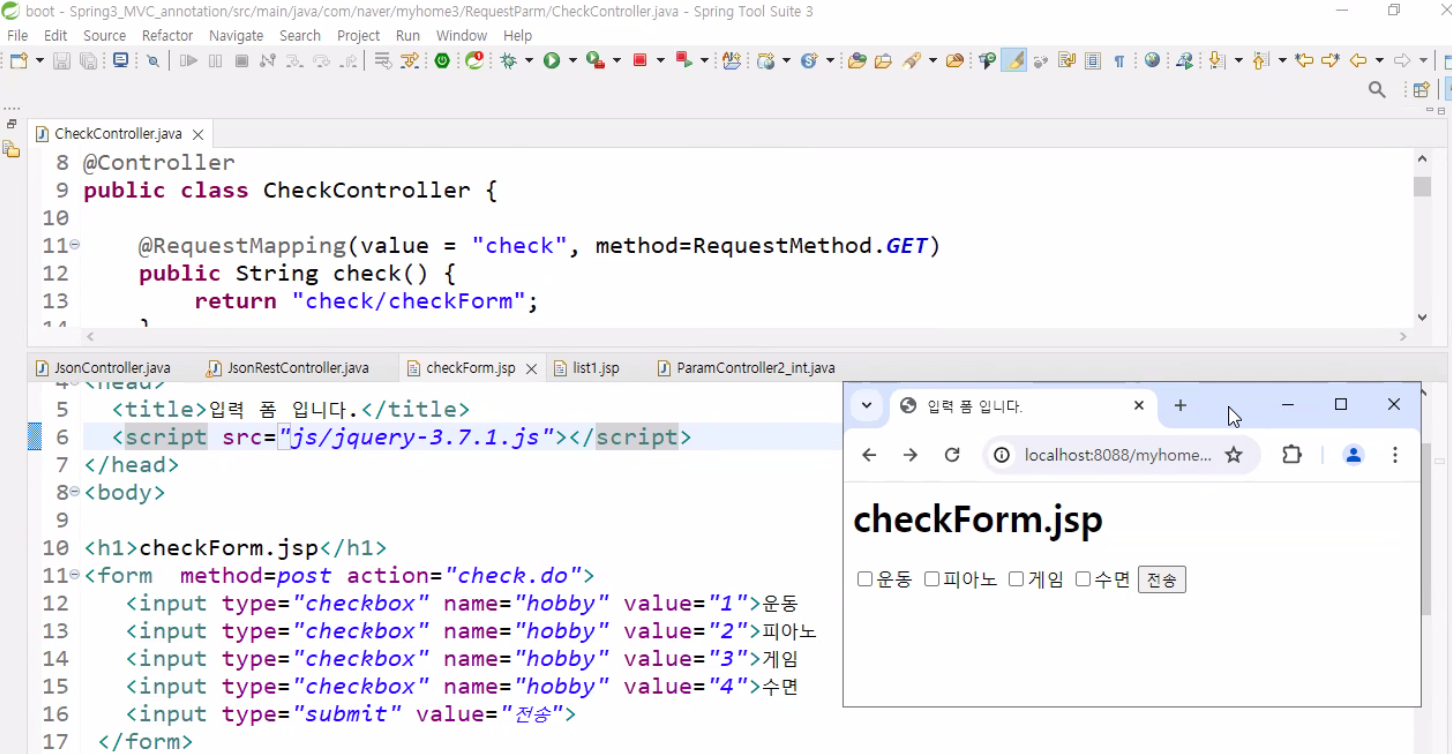 boot - Spring3_MVC_annotation/src/main/java/com/naver/myhome3/RequestParm/CheckController.java - Spring Tool Suite 3
File Edit Source Refactor Navigate Search Project Run Window Help
CheckController.java
8 @Controller
9 public class CheckController {
10
11 @RequestMapping(value = "check", method=RequestMethod.GET)
12 public String check() {
13 return "check/checkForm";
14 }
JsonController.java JsonRestController.java checkForm.jsp list1.jsp ParamController2_int.java
4 <head>
5 <title>입력 폼 입니다.</title>
6 <script src="js/jquery-3.7.1.js"></script>
7 </head>
8 <body>
9
10 <h1>checkForm.jsp</h1>
11 <form method=post action="check.do">
12 <input type="checkbox" name="hobby" value="1">운동
13 <input type="checkbox" name="hobby" value="2">피아노
14 <input type="checkbox" name="hobby" value="3">게임
15 <input type="checkbox" name="hobby" value="4">수면
16 <input type="submit" value="전송">
17 </form>
입력 폼 입니다.
localhost:8088/myhome...
checkForm.jsp
운동 피아노 게임 수면 전송